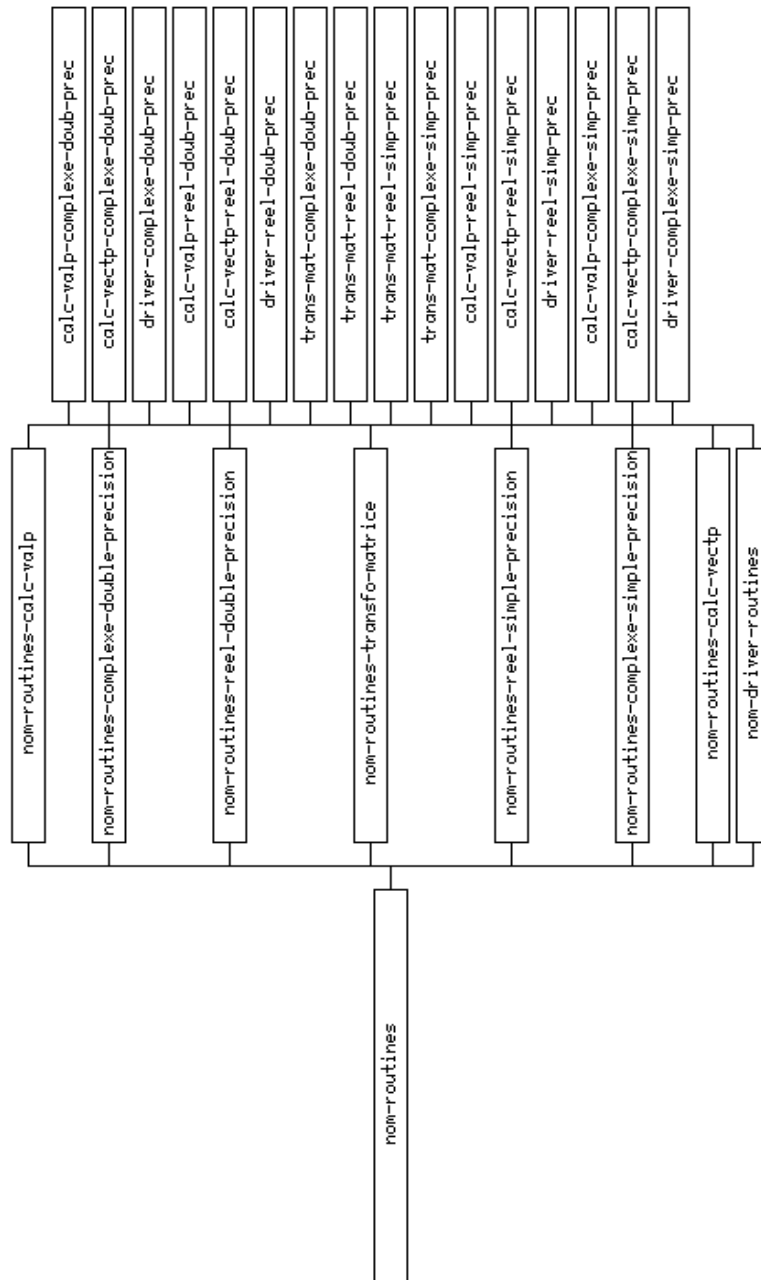 calc-valp-complexe-doub-prec
calc-vectp-complexe-doub-prec
driver-complexe-doub-prec
calc-valp-reel-doub-prec
calc-vectp-reel-doub-prec
driver-reel-doub-prec
trans-mat-complexe-doub-prec
trans-mat-reel-doub-prec
trans-mat-reel-simp-prec
trans-mat-complexe-simp-prec
calc-valp-reel-simp-prec
calc-vectp-reel-simp-prec
driver-reel-simp-prec
calc-valp-complexe-simp-prec
calc-vectp-complexe-simp-prec
driver-complexe-simp-prec
nom-routines-calc-valp
nom-routines-complexe-double-precision
nom-routines-reel-double-precision
nom-routines-transfo-matrice
nom-routines-reel-simple-precision
nom-routines-complexe-simple-precision
nom-routines-calc-vectp
nom-driver-routines
nom-routines